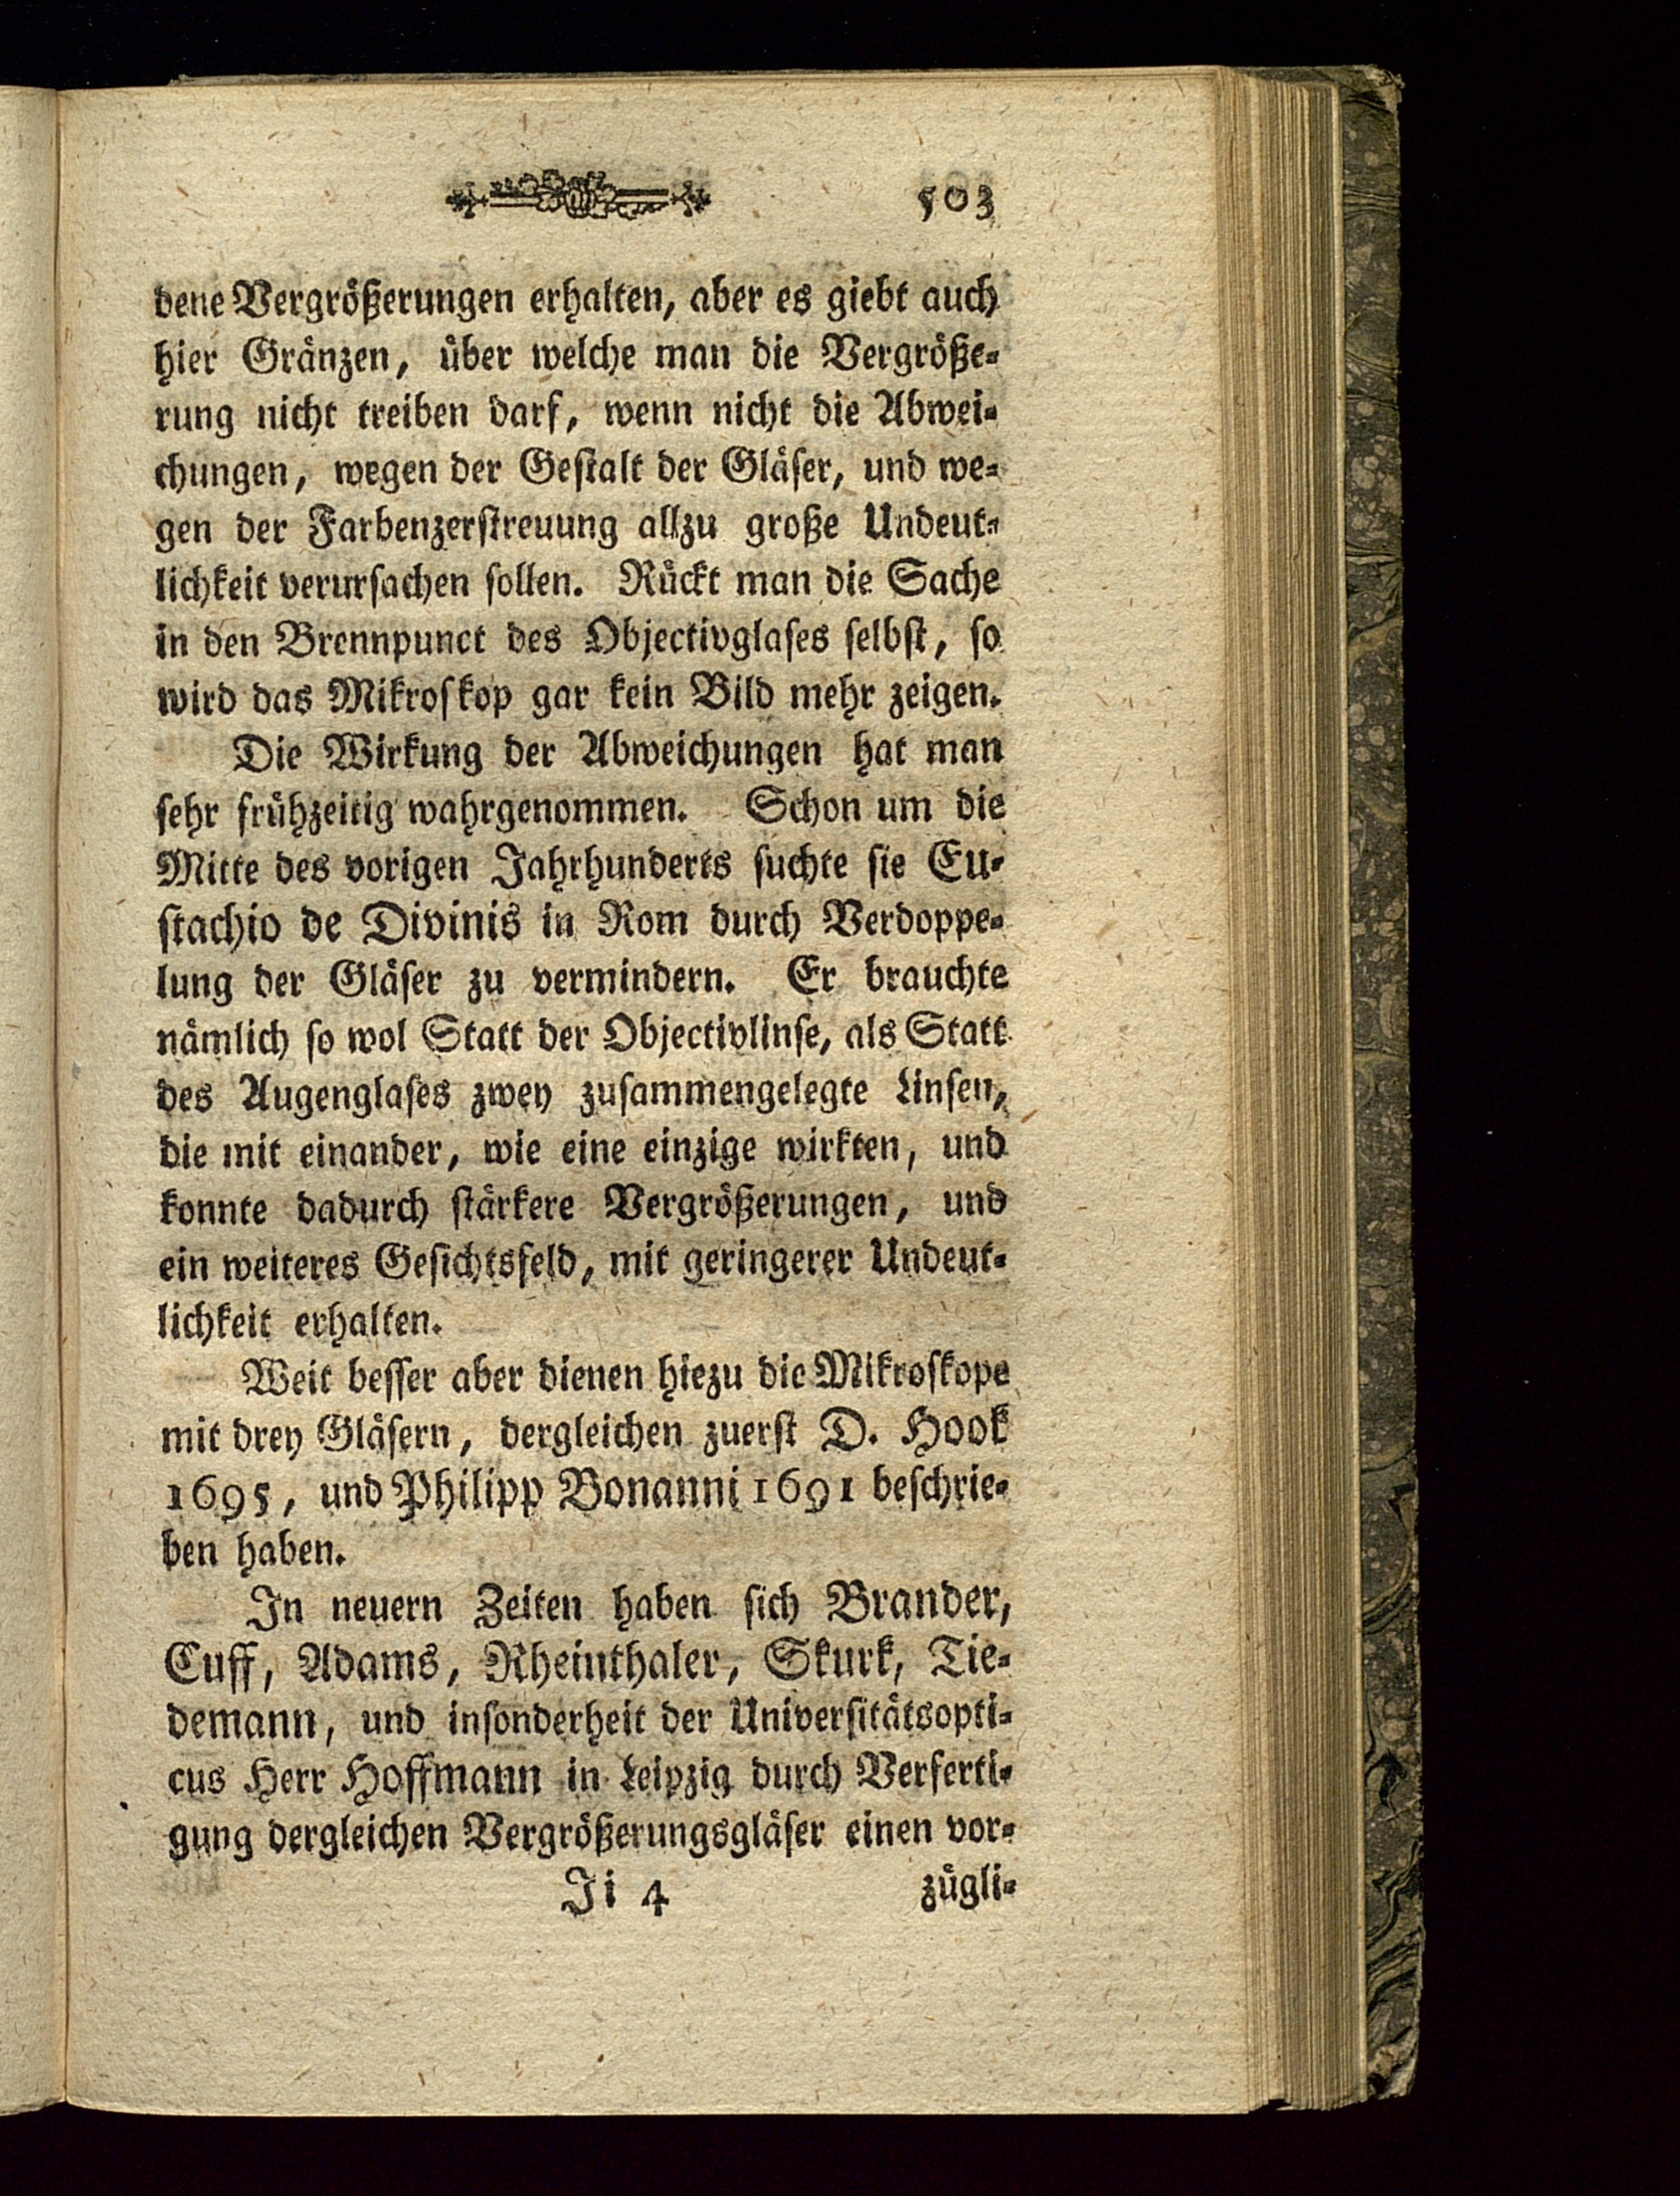 503
dene Vergrößerungen erhalten, aber es giebt auch
hier Gränzen, über welche man die Vergröße-
rung nicht treiben darf, wenn nicht die Abwei-
chungen, wegen der Gestalt der Gläser, und we-
gen der Farbenzerstreuung allzu große Undeut-
lichkeit verursachen sollen. Rückt man die Sache
in den Brennpunct des Objectivglases selbst, so
wird das Mikroskop gar kein Bild mehr zeigen.
Die Wirkung der Abweichungen hat man
sehr frühzeitig wahrgenommen. Schon um die
Mitte des vorigen Jahrhunderts suchte sie Eu-
stachio de Divinis in Rom durch Verdoppe-
lung der Gläser zu vermindern. Er brauchte
nämlich so wol Statt der Objectivlinse, als Statt
des Augenglases zwey zusammengelegte Linsen,
die mit einander, wie eine einzige wirkten, und
konnte dadurch stärkere Vergrößerungen, und
ein weiteres Gesichtsfeld, mit geringerer Undeut-
lichkeit erhalten.
Weit besser aber dienen hiezu die Mikroskope
mit drey Gläsern, dergleichen zuerst D. Hook
1695, und Philipp Bonanni 1691 beschrie-
ben haben.
In neuern Zeiten haben sich Brander,
Cuff, Adams, Rheinthaler, Skurk, Tie-
demann, und insonderheit der Universitätsopti-
cus Herr Hoffmann in Leipzig durch Verferti-
gung dergleichen Vergrößerungsgläser einen vor-
Ji 4 zügli-